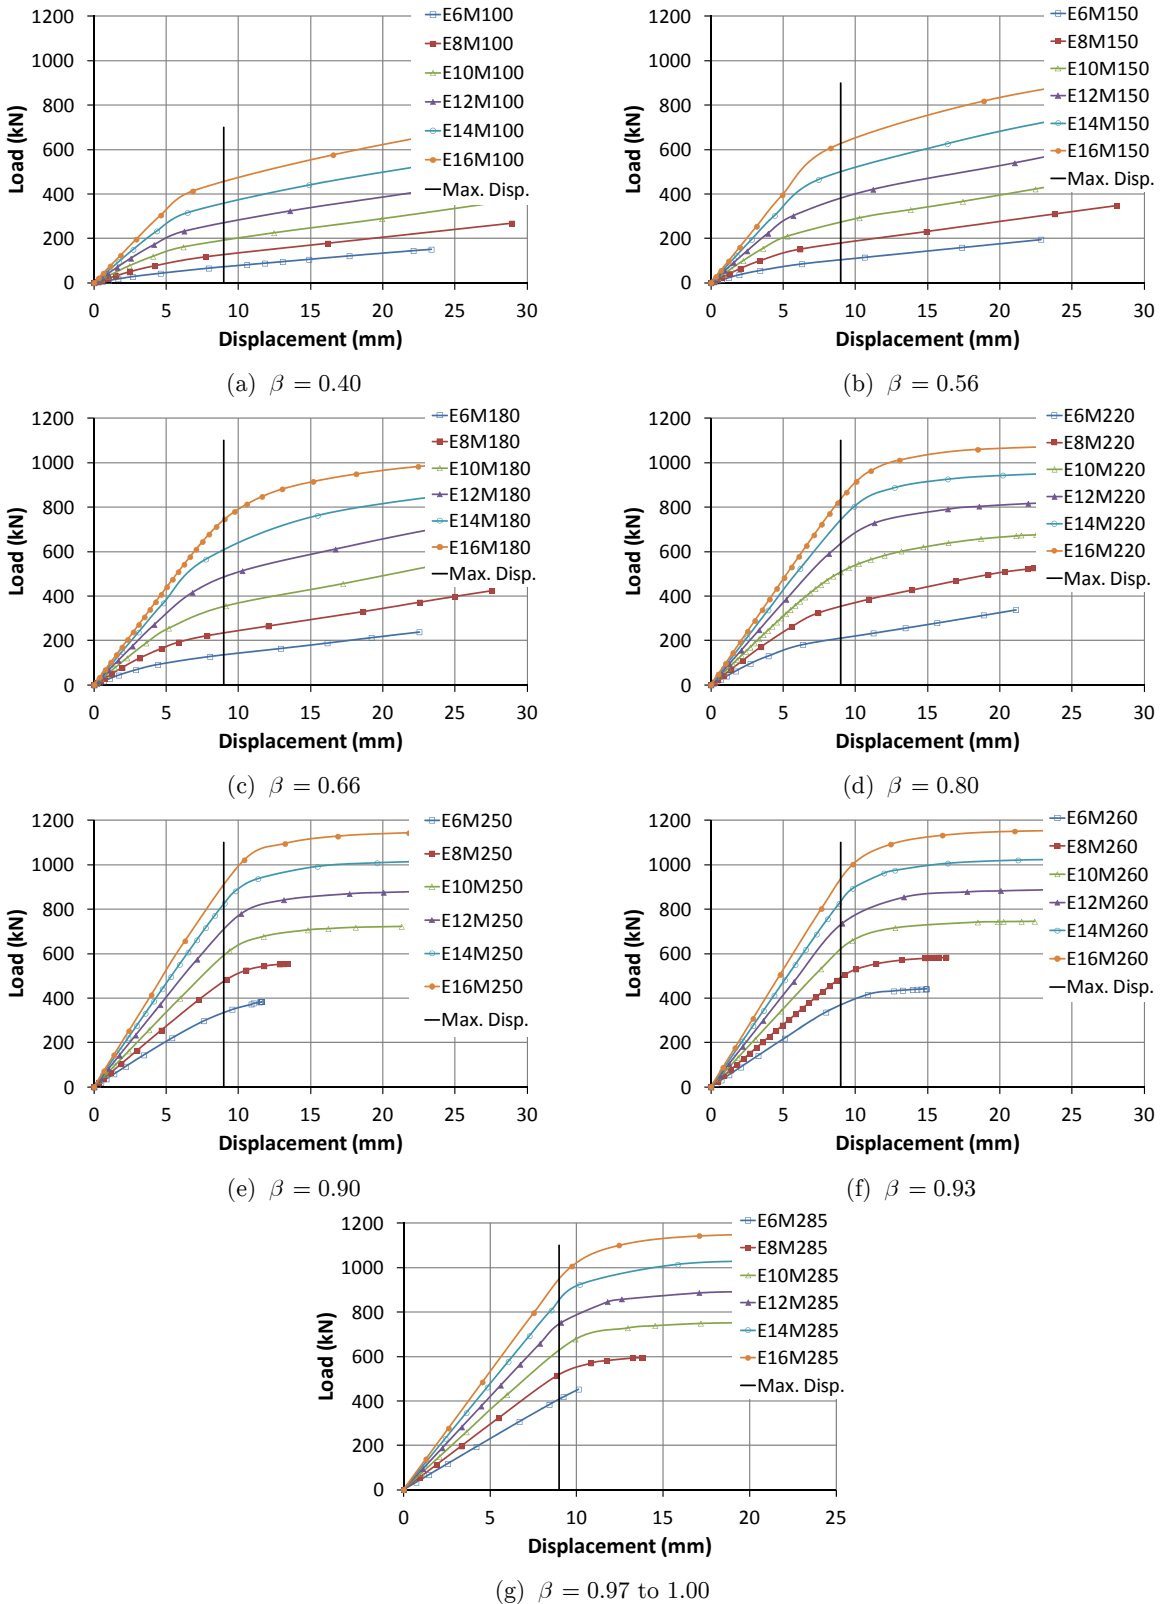 1200
1000
800
600
400
200
0
Load (kN)
0 5 10 15 20 25 30
Displacement (mm)
E6M100
E8M100
E10M100
E12M100
E14M100
E16M100
Max. Disp.
(a) β = 0.40
1200
1000
800
600
400
200
0
Load (kN)
0 5 10 15 20 25 30
Displacement (mm)
E6M150
E8M150
E10M150
E12M150
E14M150
E16M150
Max. Disp.
(b) β = 0.56
1200
1000
800
600
400
200
0
Load (kN)
0 5 10 15 20 25 30
Displacement (mm)
E6M180
E8M180
E10M180
E12M180
E14M180
E16M180
Max. Disp.
(c) β = 0.66
1200
1000
800
600
400
200
0
Load (kN)
0 5 10 15 20 25 30
Displacement (mm)
E6M220
E8M220
E10M220
E12M220
E14M220
E16M220
Max. Disp.
(d) β = 0.80
1200
1000
800
600
400
200
0
Load (kN)
0 5 10 15 20 25 30
Displacement (mm)
E6M250
E8M250
E10M250
E12M250
E14M250
E16M250
Max. Disp.
(e) β = 0.90
1200
1000
800
600
400
200
0
Load (kN)
0 5 10 15 20 25 30
Displacement (mm)
E6M260
E8M260
E10M260
E12M260
E14M260
E16M260
Max. Disp.
(f) β = 0.93
1200
1000
800
600
400
200
0
Load (kN)
0 5 10 15 20 25
Displacement (mm)
E6M285
E8M285
E10M285
E12M285
E14M285
E16M285
Max. Disp.
(g) β = 0.97 to 1.00